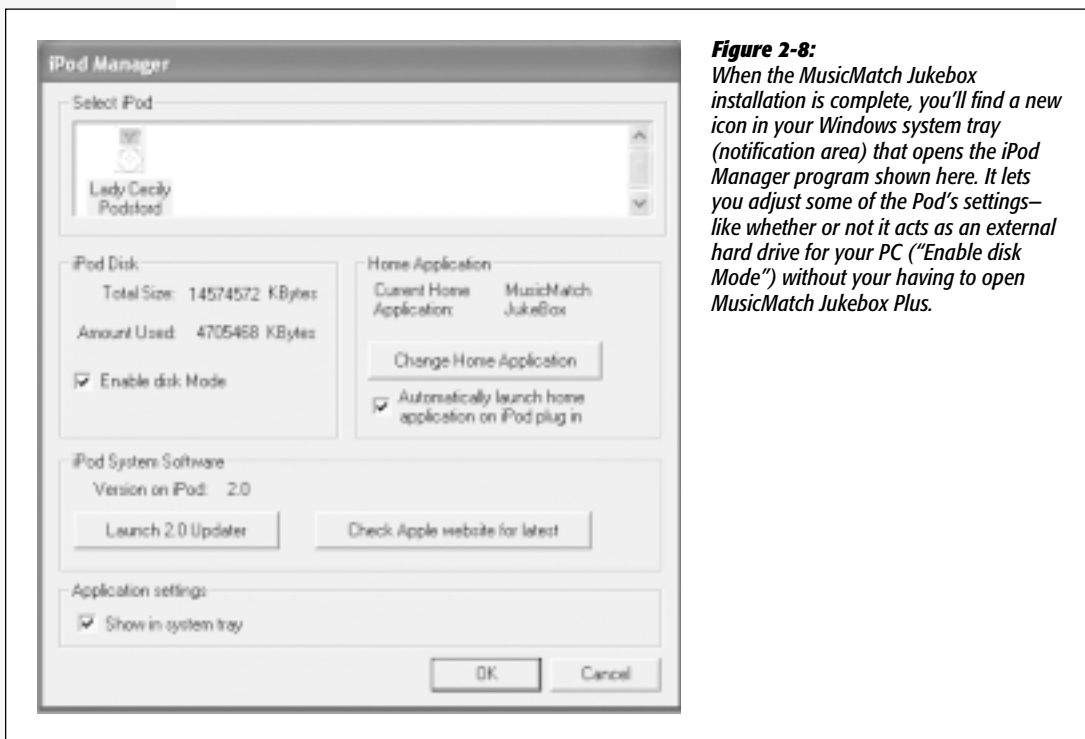 iPod Manager
Select iPod
Lady Cecily
Podsford
iPod Disk
Total Size: 14574572 KBytes
Amount Used: 4705468 KBytes
Enable disk Mode
Home Application
Current Home Application: MusicMatch JukeBox
Change Home Application
Automatically launch home
application on iPod plug in
iPod System Software
Version on iPod: 2.0
Launch 2.0 Updater
Check Apple website for latest
Application settings
Show in system tray
OK
Cancel
Figure 2-8:
When the MusicMatch Jukebox
installation is complete, you’ll find a new
icon in your Windows system tray
(notification area) that opens the iPod
Manager program shown here. It lets
you adjust some of the Pod’s settings—
like whether or not it acts as an external
hard drive for your PC (“Enable disk
Mode”) without your having to open
MusicMatch Jukebox Plus.